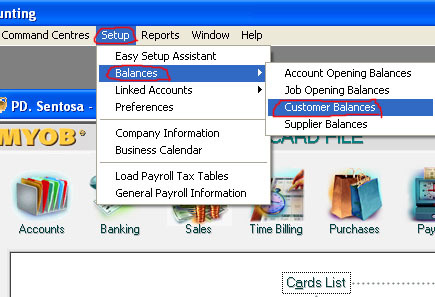 unting
Command Centres Setup Reports Window Help
Easy Setup Assistant
Balances
Linked Accounts
Preferences
Company Information
Business Calendar
Load Payroll Tax Tables
General Payroll Information
Account Opening Balances
Job Opening Balances
Customer Balances
Supplier Balances
PD. Sentosa -
MYOB CARD FILE
Accounts Banking Sales Time Billing Purchases Pay
Cards List